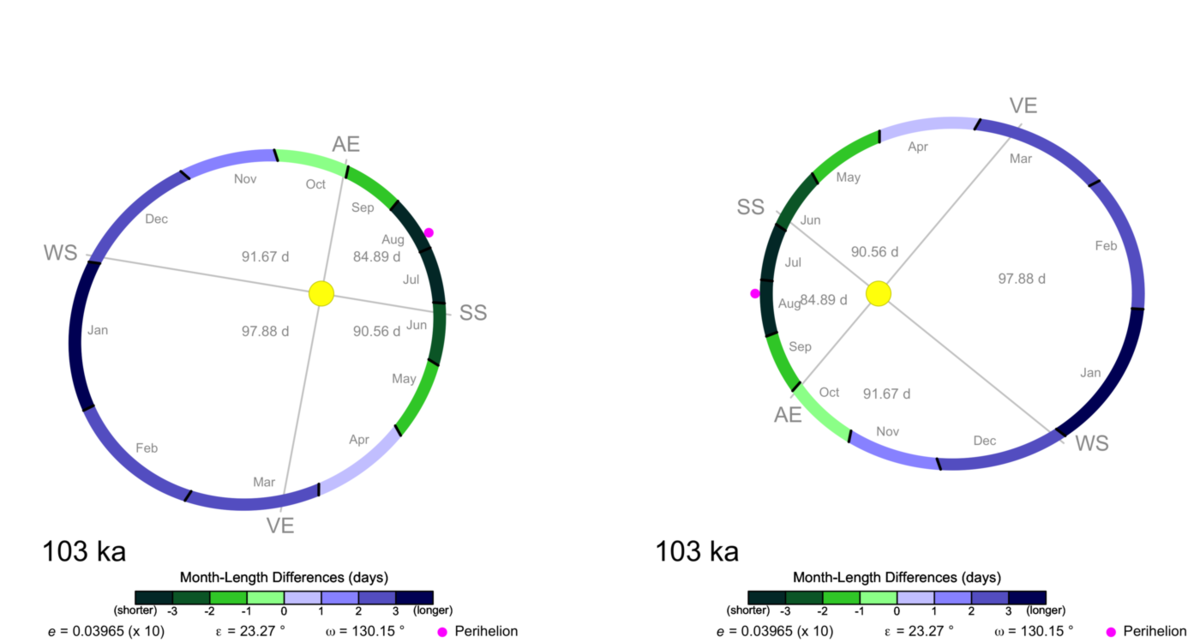 AE
Nov
Oct
Sep
Dec
Aug
WS
91.67 d
84.89 d
Jul
SS
Jan
97.88 d
90.56 d
Jun
May
Feb
Apr
Mar
VE
103 ka
Month-Length Differences (days)
(shorter) -3 -2 -1 0 1 2 3 (longer)
e = 0.03965 (x 10) ε = 23.27 ° ω = 130.15 ° Perihelion
VE
Apr
Mar
May
SS
Jun
90.56 d
Feb
Jul
97.88 d
Aug
84.89 d
Sep
Jan
AE
Oct
91.67 d
Nov
Dec
WS
103 ka
Month-Length Differences (days)
(shorter) -3 -2 -1 0 1 2 3 (longer)
e = 0.03965 (x 10) ε = 23.27 ° ω = 130.15 ° Perihelion